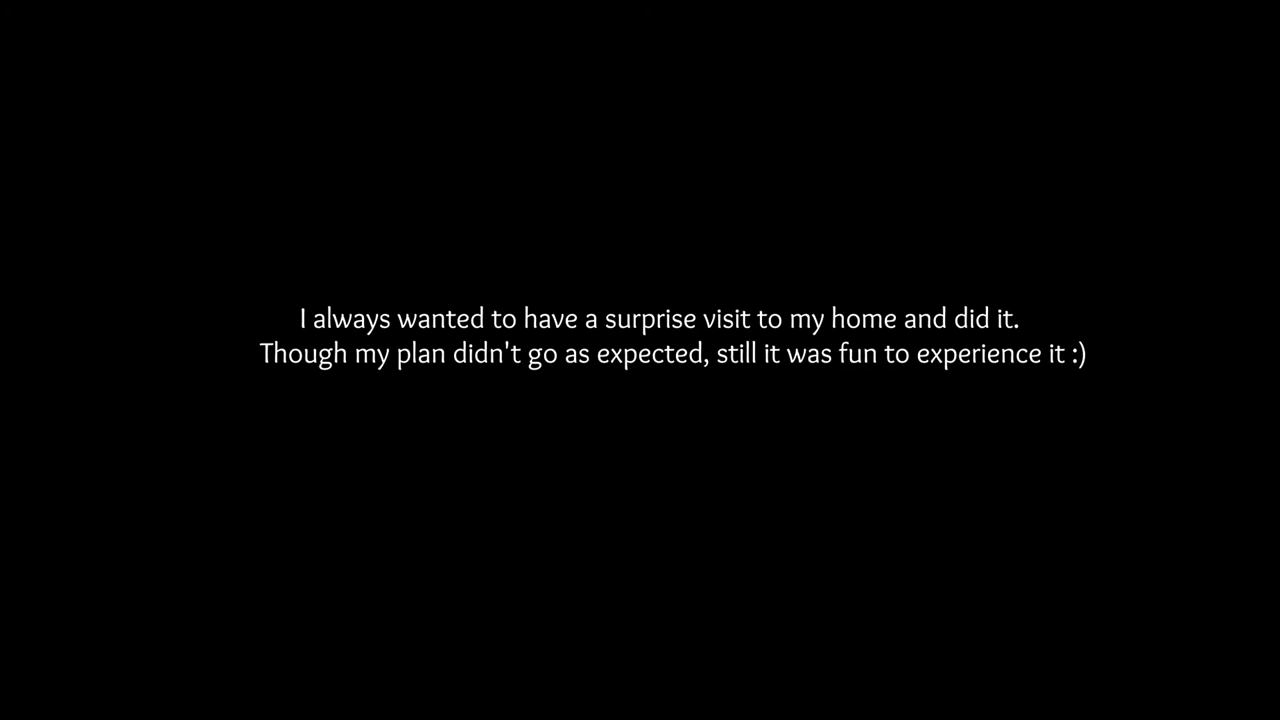 I always wanted to have a surprise visit to my home and did it.
Though my plan didn't go as expected, still it was fun to experience it :)